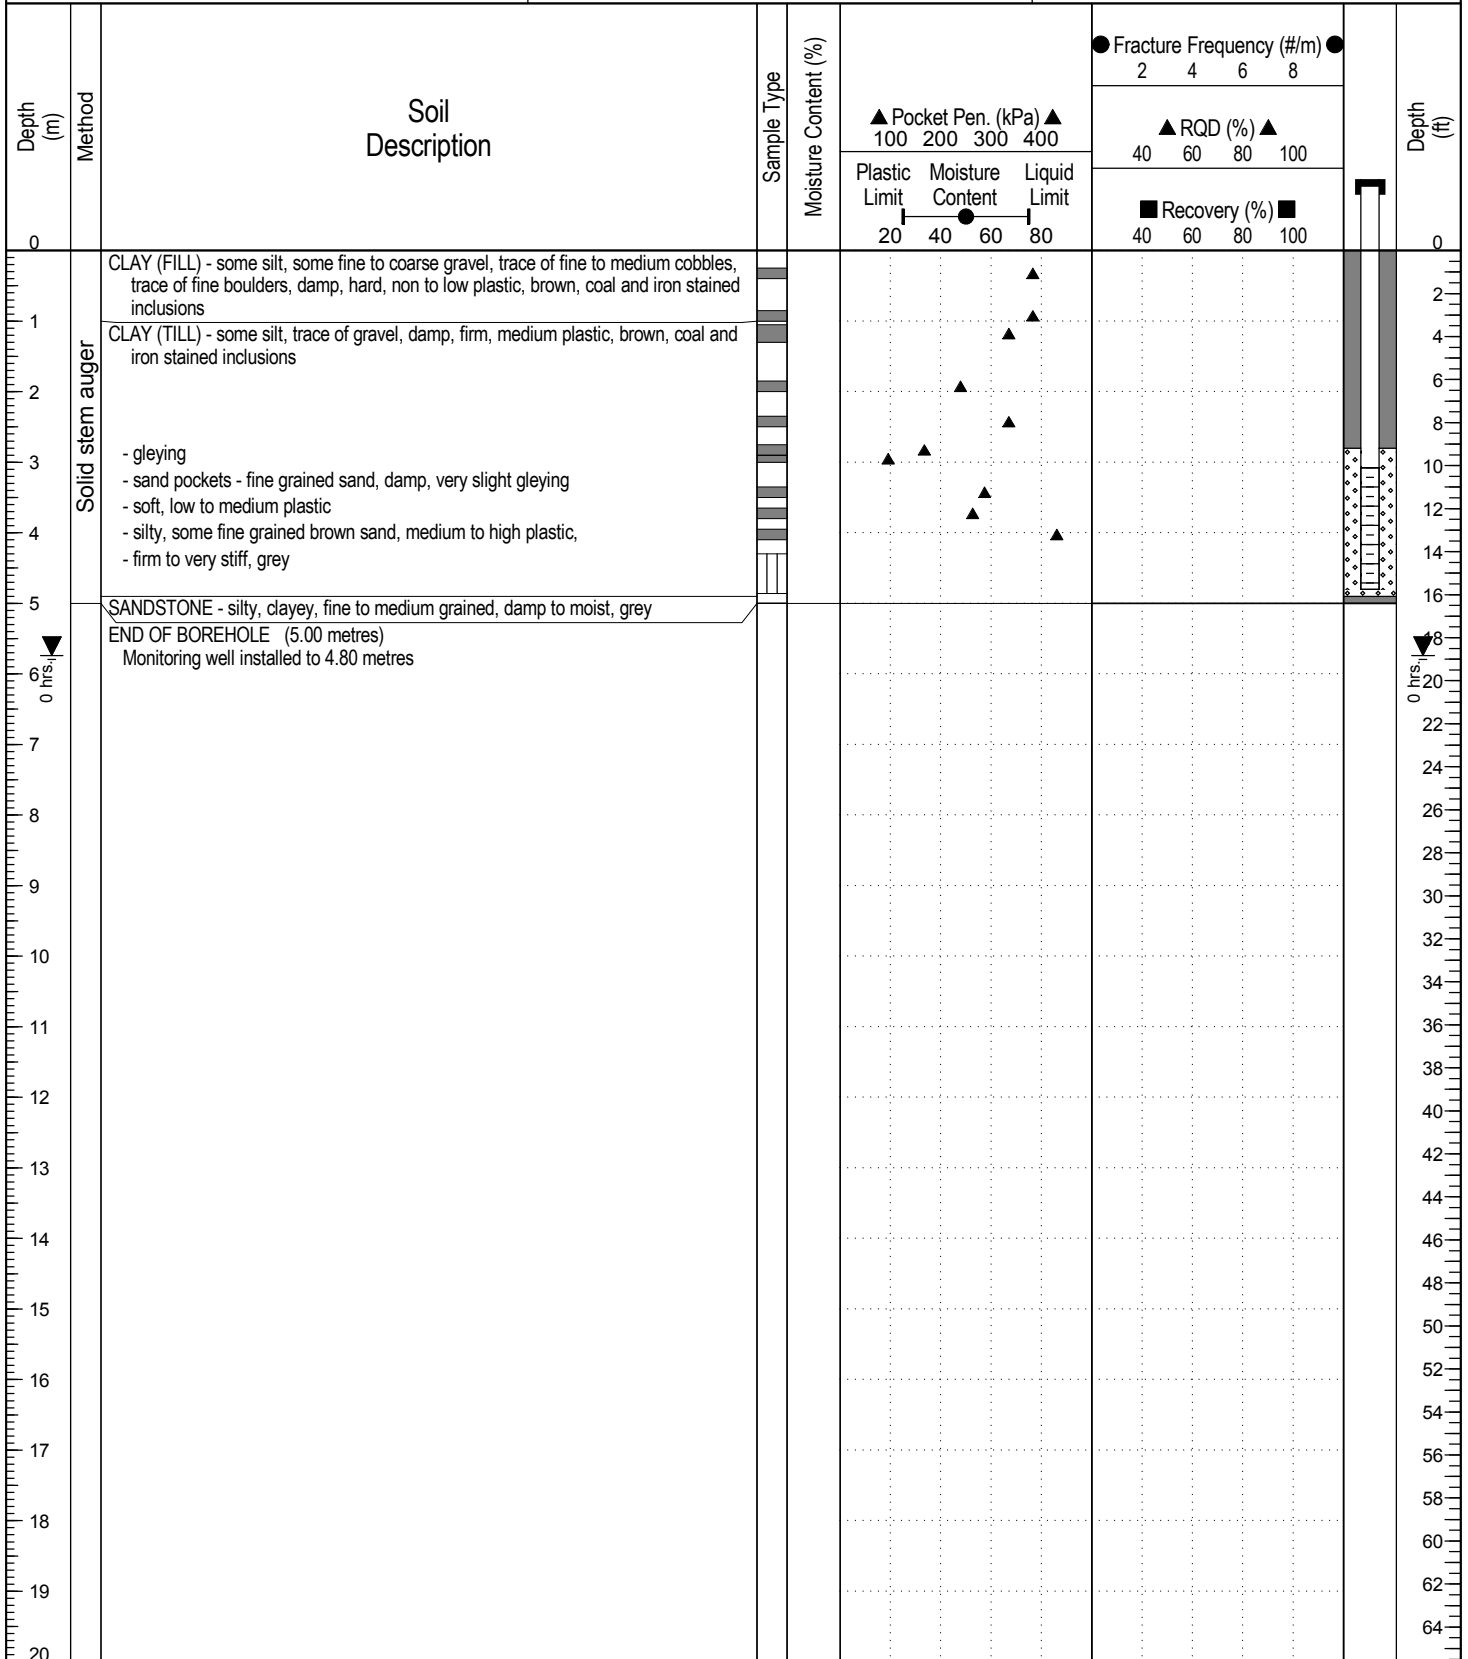 Depth
(m)
Method
Soil
Description
Sample Type
Moisture Content (%)
▲ Pocket Pen. (kPa) ▲
100 200 300 400
Plastic Moisture Liquid
Limit Content Limit
20 40 60 80
● Fracture Frequency (#/m) ●
2 4 6 8
▲ RQD (%) ▲
40 60 80 100
■ Recovery (%) ■
40 60 80 100
Depth
(ft)
0
0
Solid stem auger
CLAY (FILL) - some silt, some fine to coarse gravel, trace of fine to medium cobbles,
trace of fine boulders, damp, hard, non to low plastic, brown, coal and iron stained
inclusions
CLAY (TILL) - some silt, trace of gravel, damp, firm, medium plastic, brown, coal and
iron stained inclusions
- gleying
- sand pockets - fine grained sand, damp, very slight gleying
- soft, low to medium plastic
- silty, some fine grained brown sand, medium to high plastic,
- firm to very stiff, grey
SANDSTONE - silty, clayey, fine to medium grained, damp to moist, grey
END OF BOREHOLE (5.00 metres)
Monitoring well installed to 4.80 metres
1
2
3
4
5
6
0 hrs.
7
8
9
10
11
12
13
14
15
16
17
18
19
20
2
4
6
8
10
12
14
16
18
0 hrs.
20
22
24
26
28
30
32
34
36
38
40
42
44
46
48
50
52
54
56
58
60
62
64